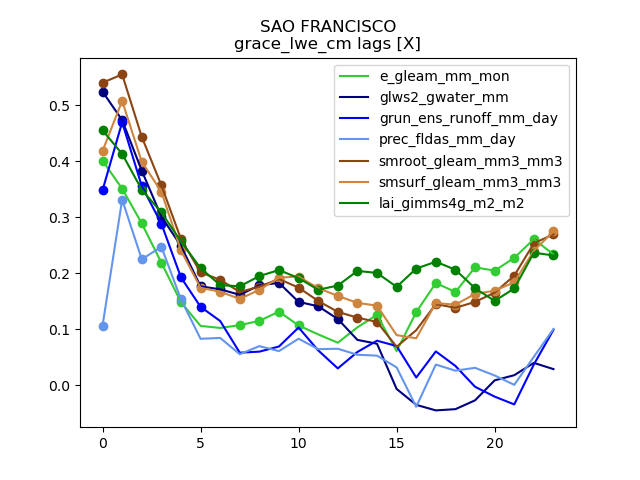 SAO FRANCISCO
grace_lwe_cm lags [X]
e_gleam_mm_mon
glws2_gwater_mm
grun_ens_runoff_mm_day
prec_fldas_mm_day
smroot_gleam_mm3_mm3
smsurf_gleam_mm3_mm3
lai_gimms4g_m2_m2
0.5
0.4
0.3
0.2
0.1
0.0
0 5 10 15 20